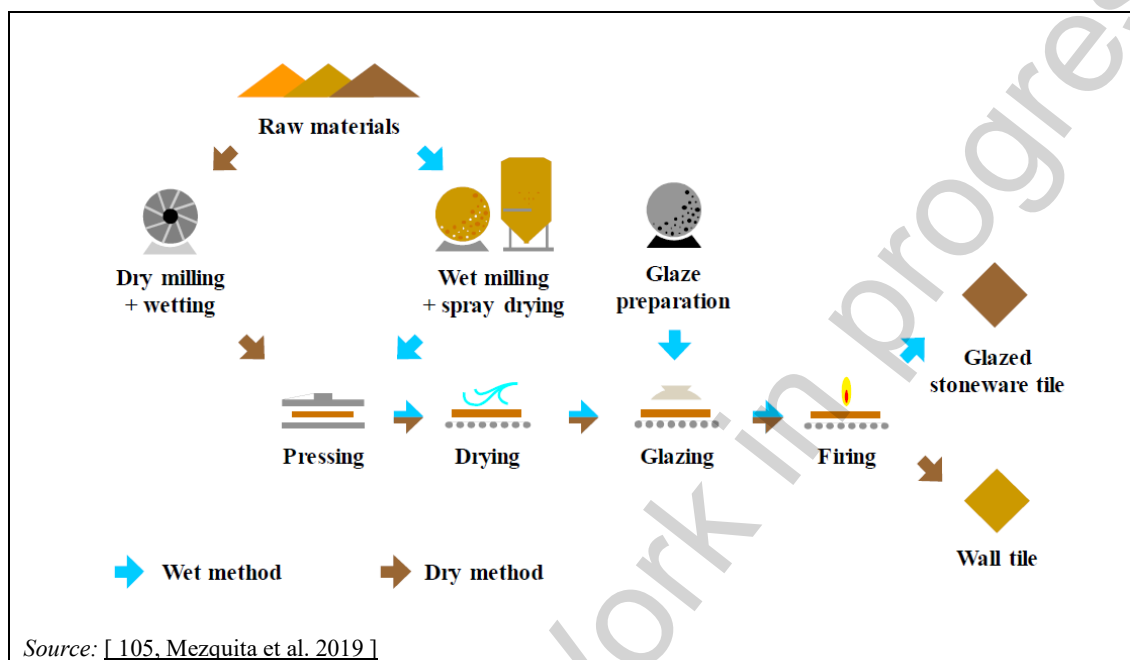 Raw materials
Dry milling
+ wetting
Wet milling
+ spray drying
Glaze
preparation
Glazed
stoneware tile
Pressing
Drying
Glazing
Firing
Wall tile
Wet method
Dry method
Source: [ 105, Mezquita et al. 2019 ]
Work in progres